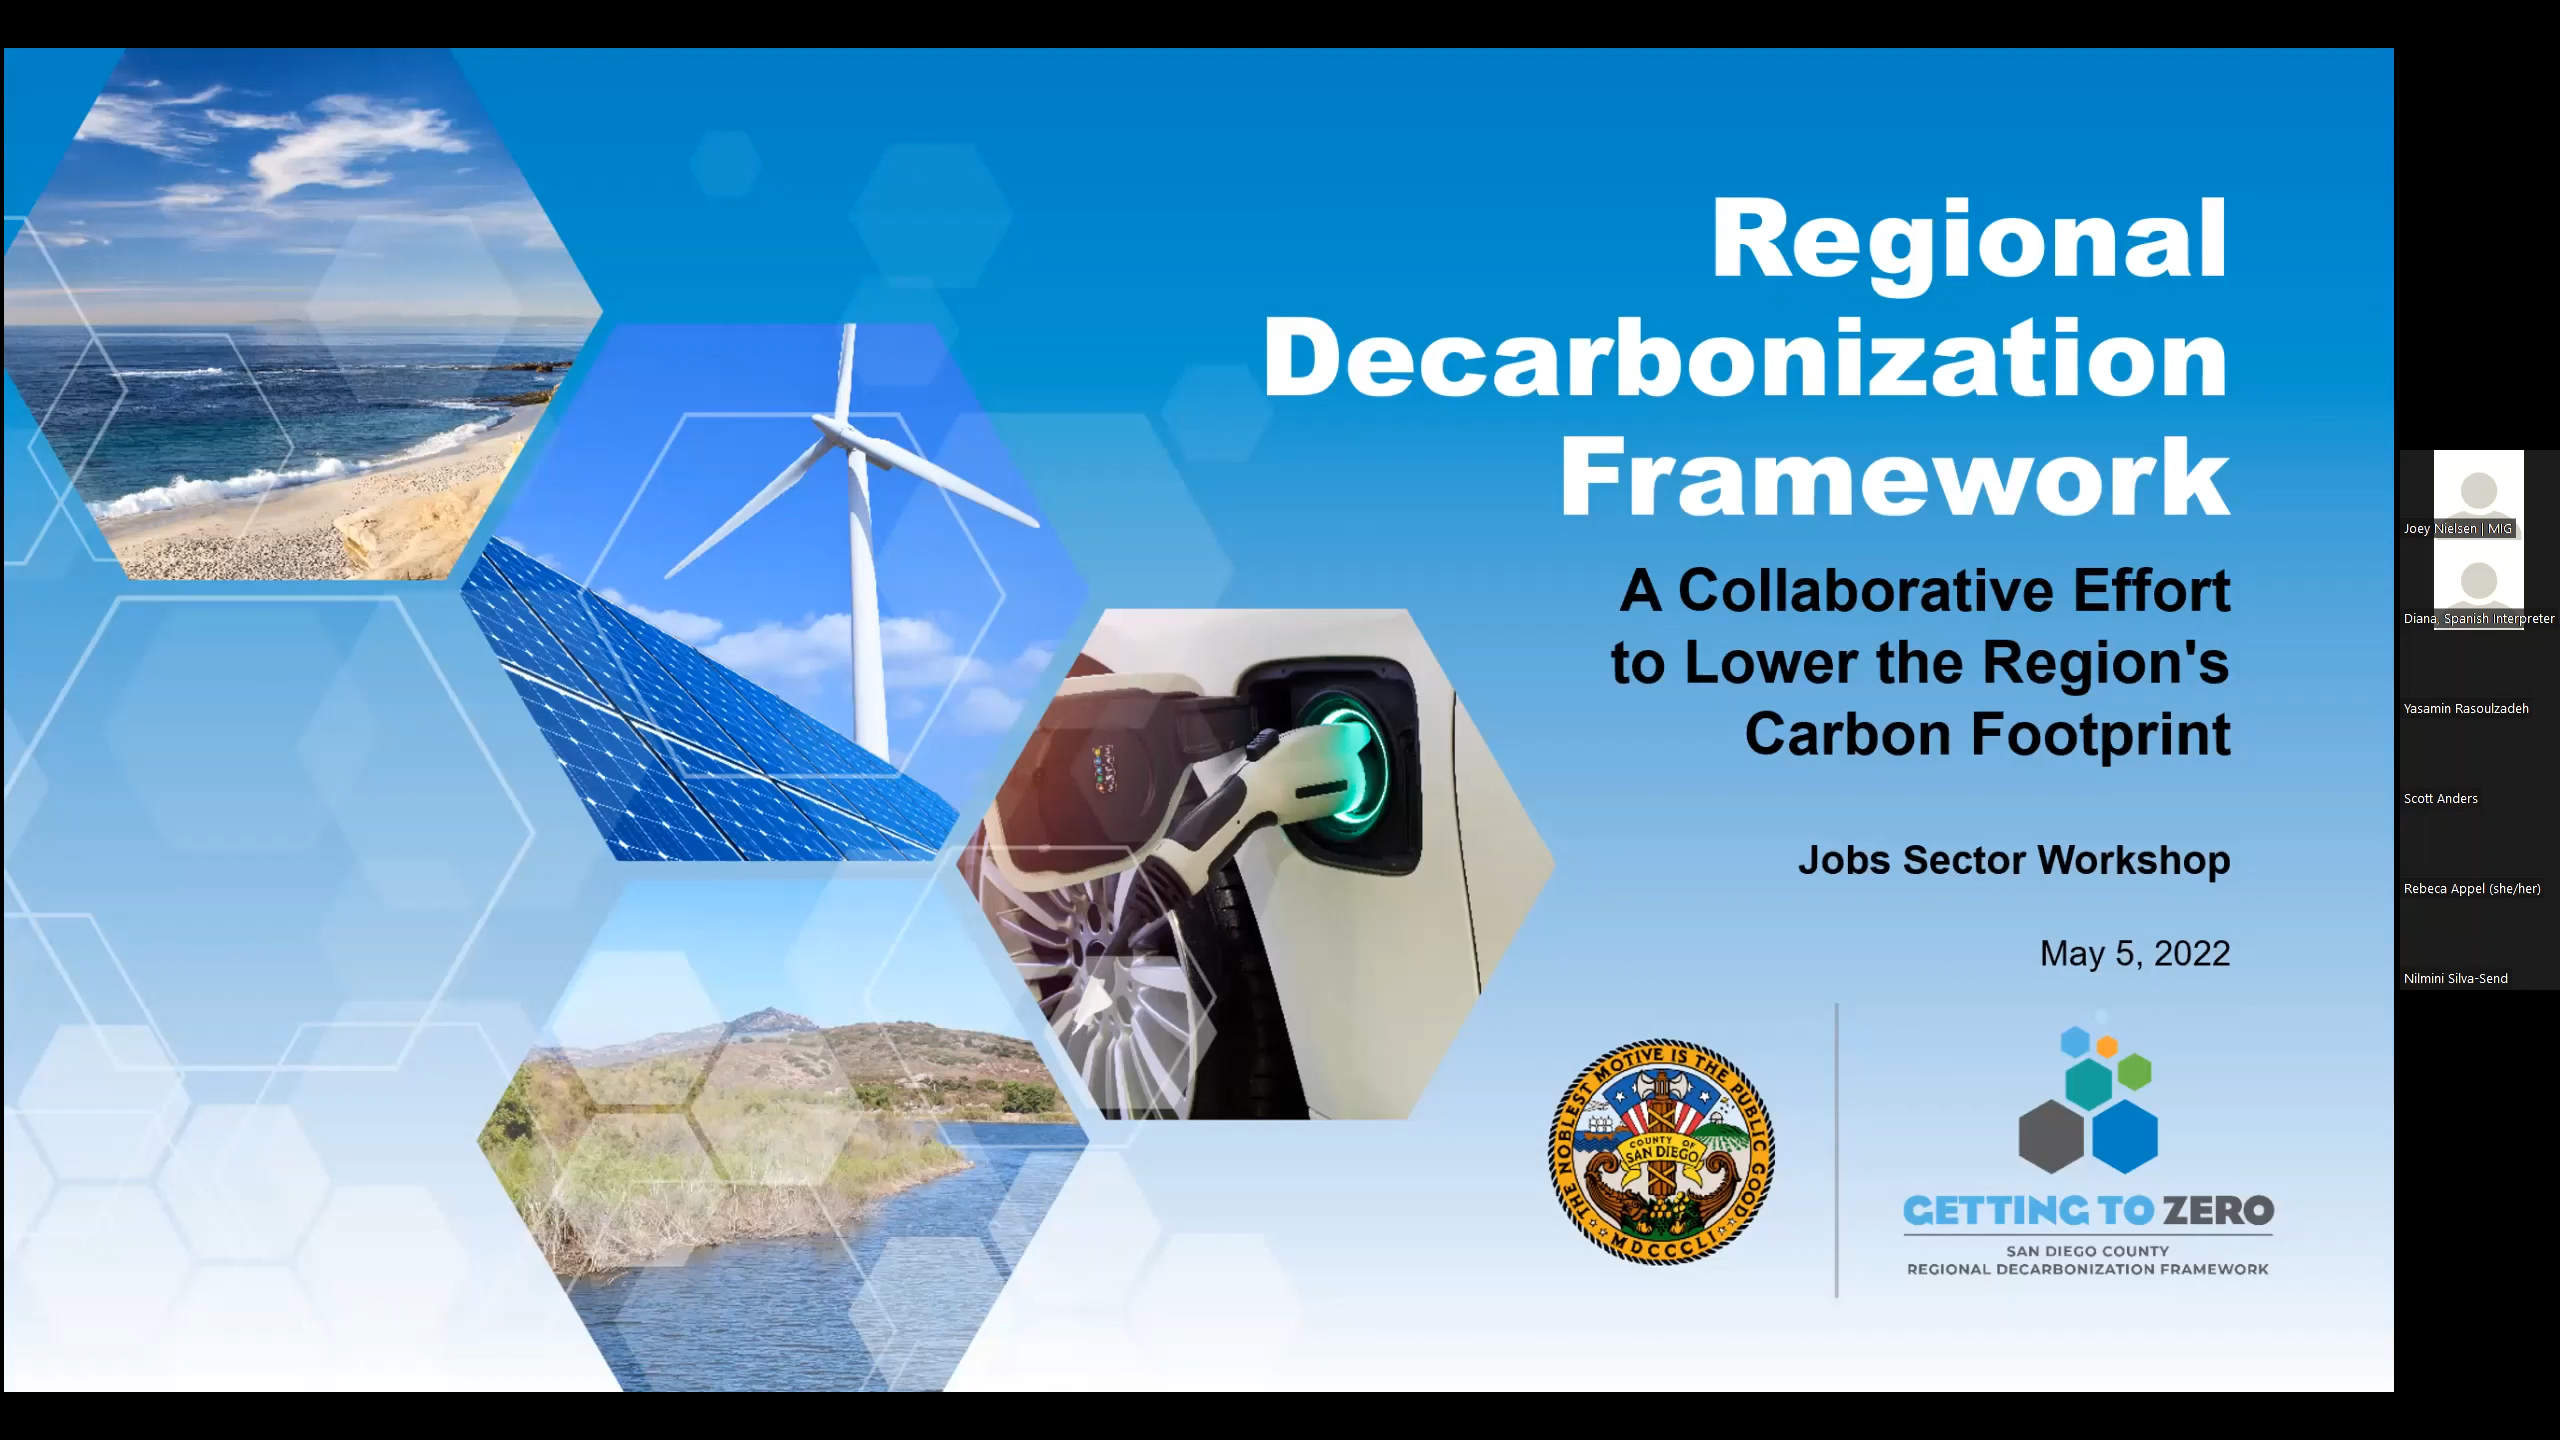 Regional
Decarbonization
Framework
A Collaborative Effort
to Lower the Region's
Carbon Footprint
Jobs Sector Workshop
May 5, 2022
THE NOBLEST MOTIVE IS THE PUBLIC GOOD
COUNTY OF
SAN DIEGO
MDCCCLI
GETTING TO ZERO
SAN DIEGO COUNTY
REGIONAL DECARBONIZATION FRAMEWORK
Joey Nielsen | MIG
Diana, Spanish Interpreter
Yasamin Rasoulzadeh
Scott Anders
Rebeca Appel (she/her)
Nilmini Silva-Send